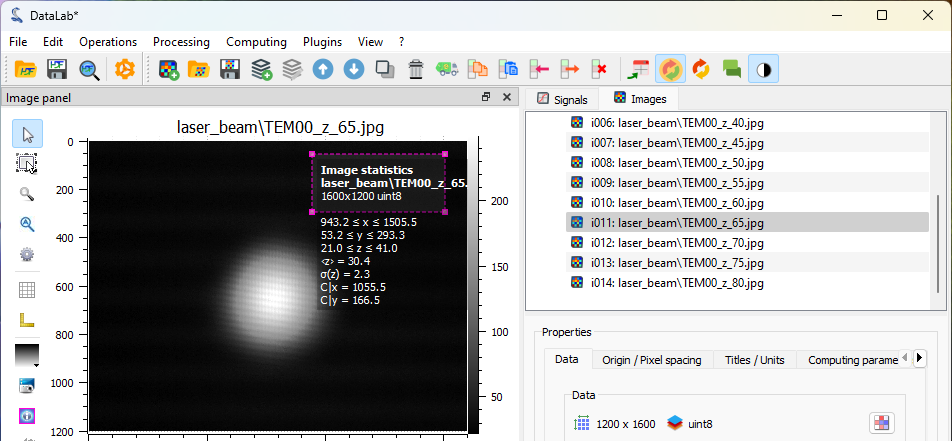 DataLab*
File Edit Operations Processing Computing Plugins View ?
Image panel
laser_beam\TEM00_z_65.jpg
0
200
400
600
800
1000
1200
Image statistics
laser_beam\TEM00_z_65.
1600x1200 uint8
943.2 ≤ x ≤ 1505.5
53.2 ≤ y ≤ 293.3
21.0 ≤ z ≤ 41.0
<z> = 30.4
σ(z) = 2.3
C|x = 1055.5
C|y = 166.5
200
150
100
50
Signals Images
i006: laser_beam\TEM00_z_40.jpg
i007: laser_beam\TEM00_z_45.jpg
i008: laser_beam\TEM00_z_50.jpg
i009: laser_beam\TEM00_z_55.jpg
i010: laser_beam\TEM00_z_60.jpg
i011: laser_beam\TEM00_z_65.jpg
i012: laser_beam\TEM00_z_70.jpg
i013: laser_beam\TEM00_z_75.jpg
i014: laser_beam\TEM00_z_80.jpg
Properties
Data Origin / Pixel spacing Titles / Units Computing parame
Data
1200 x 1600 uint8